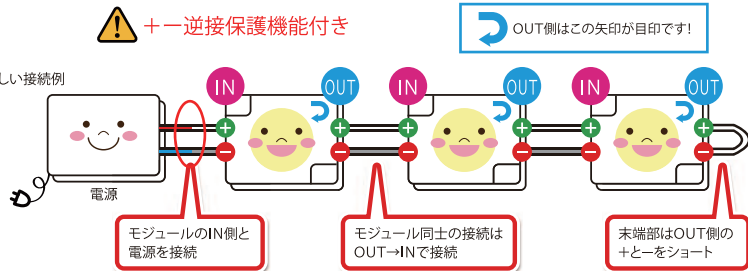 +ー逆接保護機能付き
OUT側はこの矢印が目印です!
しい接続例
IN
OUT
IN
OUT
IN
OUT
+
+
+
+
+
+
−
−
−
−
−
−
電源
モジュールのIN側と
電源を接続
モジュール同士の接続は
OUT→INで接続
末端部はOUT側の
+とーをショート